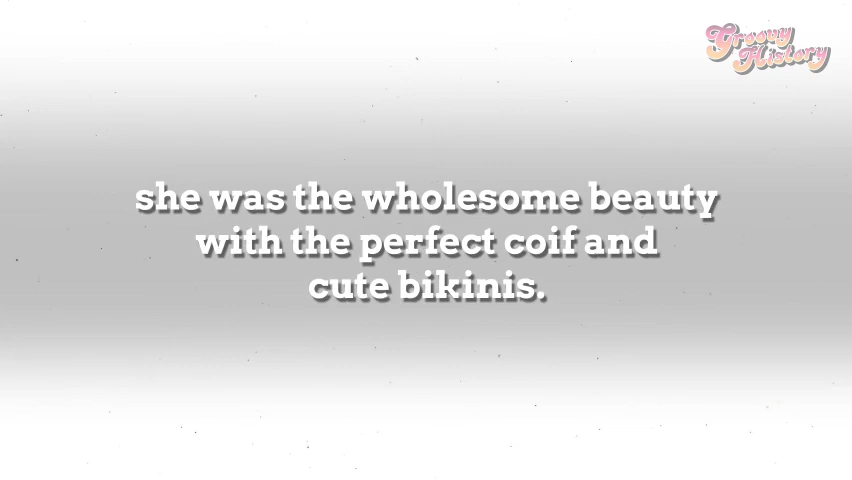 Groovy
History
she was the wholesome beauty
with the perfect coif and
cute bikinis.